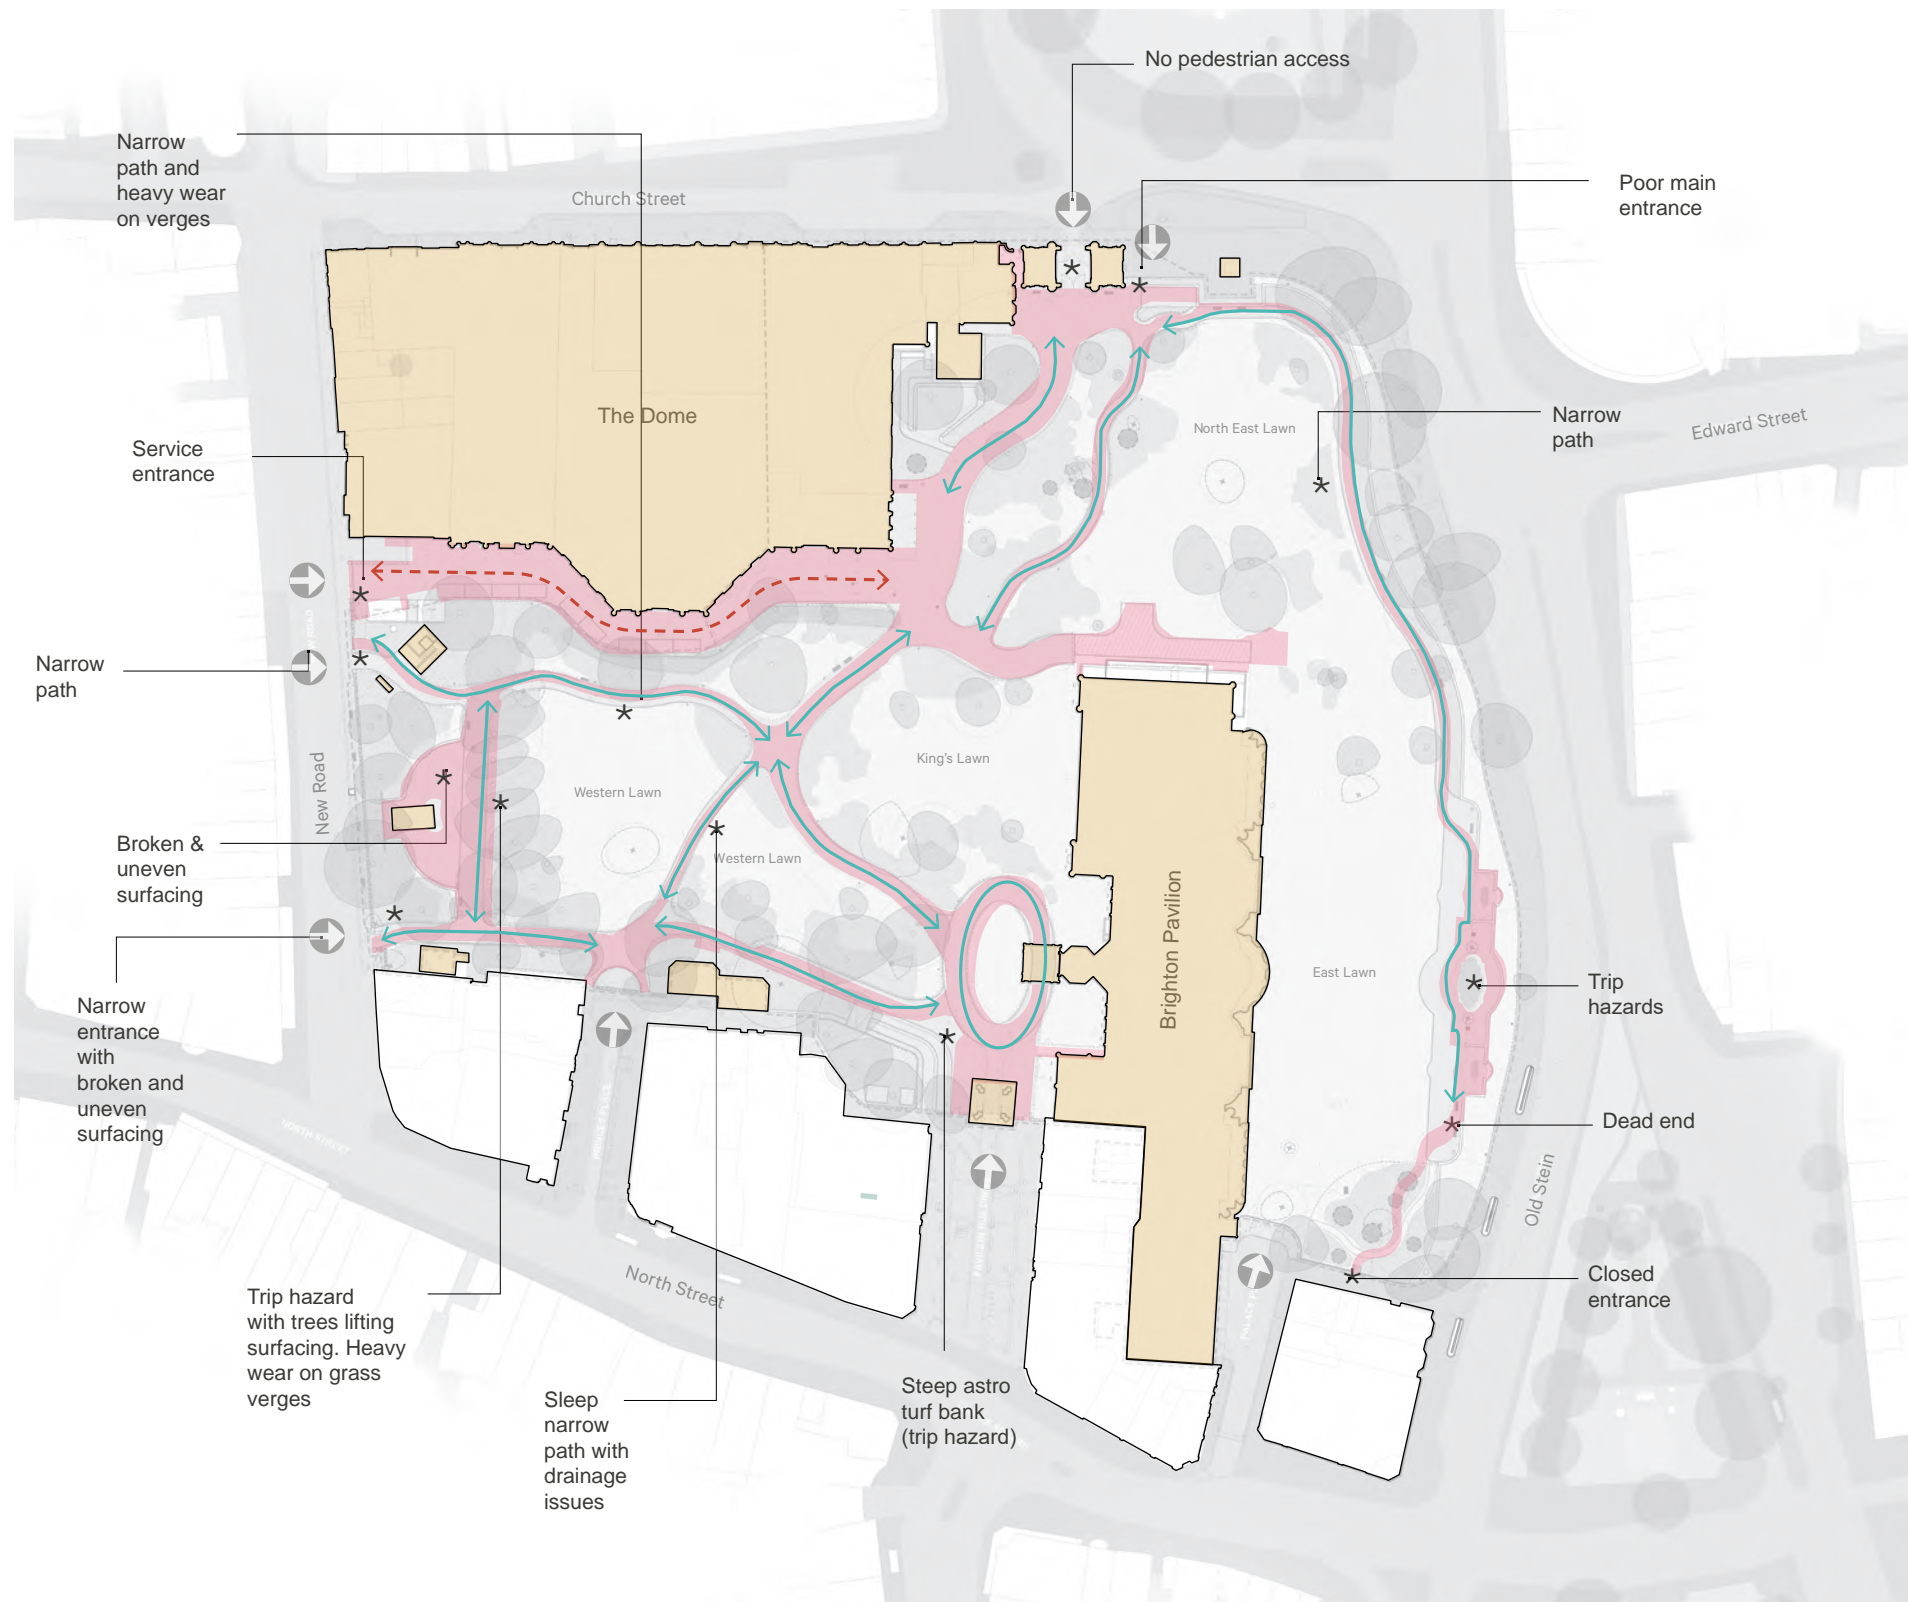 No pedestrian access
Narrow
path and
heavy wear
on verges
Church Street
Poor main
entrance
The Dome
North East Lawn
Narrow
path
Edward Street
Service
entrance
Narrow
path
New Road
King's Lawn
Western Lawn
Western Lawn
Broken &
uneven
surfacing
Brighton Pavilion
East Lawn
Trip
hazards
Narrow
entrance
with
broken and
uneven
surfacing
NORTH STREET
Dead end
Old Stein
North Street
Closed
entrance
Trip hazard
with trees lifting
surfacing. Heavy
wear on grass
verges
Sleep
narrow
path with
drainage
issues
Steep astro
turf bank
(trip hazard)